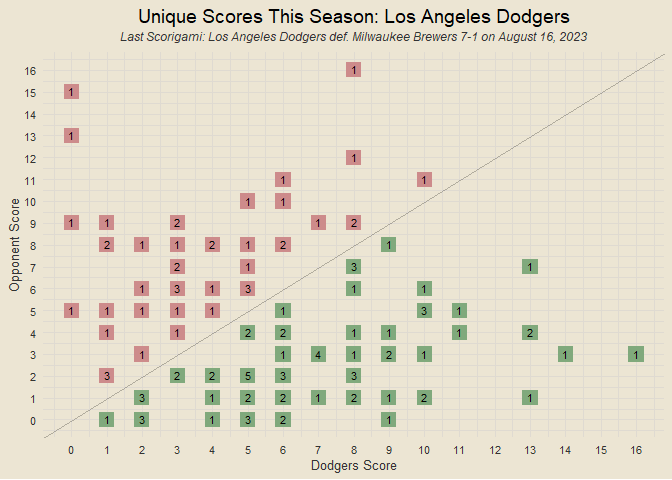 Unique Scores This Season: Los Angeles Dodgers
Last Scorigami: Los Angeles Dodgers def. Milwaukee Brewers 7-1 on August 16, 2023
Opponent Score
16 1
15 1
14
13 1
12 1
11 1 1
10 1 1
9 1 1 2 1 2
8 2 1 1 2 1 2 1
7 2 1 3 1
6 1 3 1 3 1 1
5 1 1 1 1 1 1 3 1
4 1 1 2 2 1 1 1 2
3 1 1 4 1 2 1 1 1
2 3 2 2 5 3 3
1 3 1 2 2 1 2 1 2 1
0 1 3 1 3 2 1
0 1 2 3 4 5 6 7 8 9 10 11 12 13 14 15 16
Dodgers Score